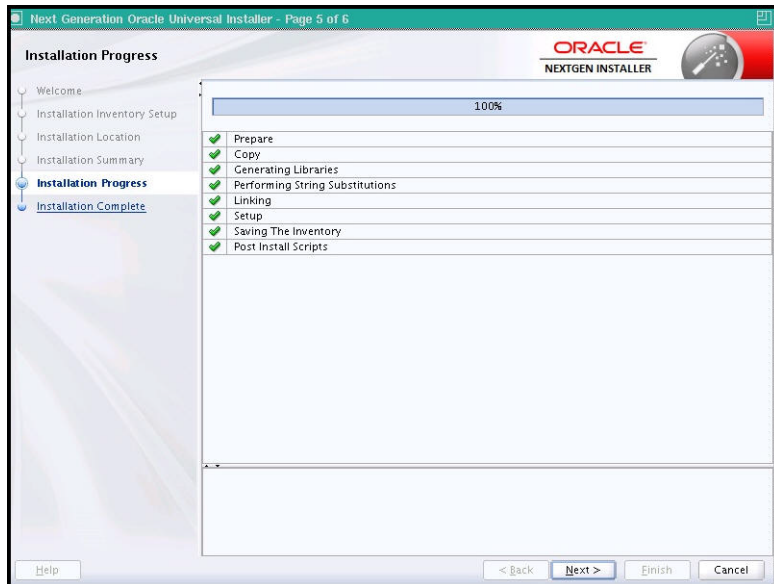 Next Generation Oracle Universal Installer - Page 5 of 6
Installation Progress
ORACLE
NEXTGEN INSTALLER
Welcome
Installation Inventory Setup
Installation Location
Installation Summary
Installation Progress
Installation Complete
100%
Prepare
Copy
Generating Libraries
Performing String Substitutions
Linking
Setup
Saving The Inventory
Post Install Scripts
Help
< Back
Next >
Finish
Cancel